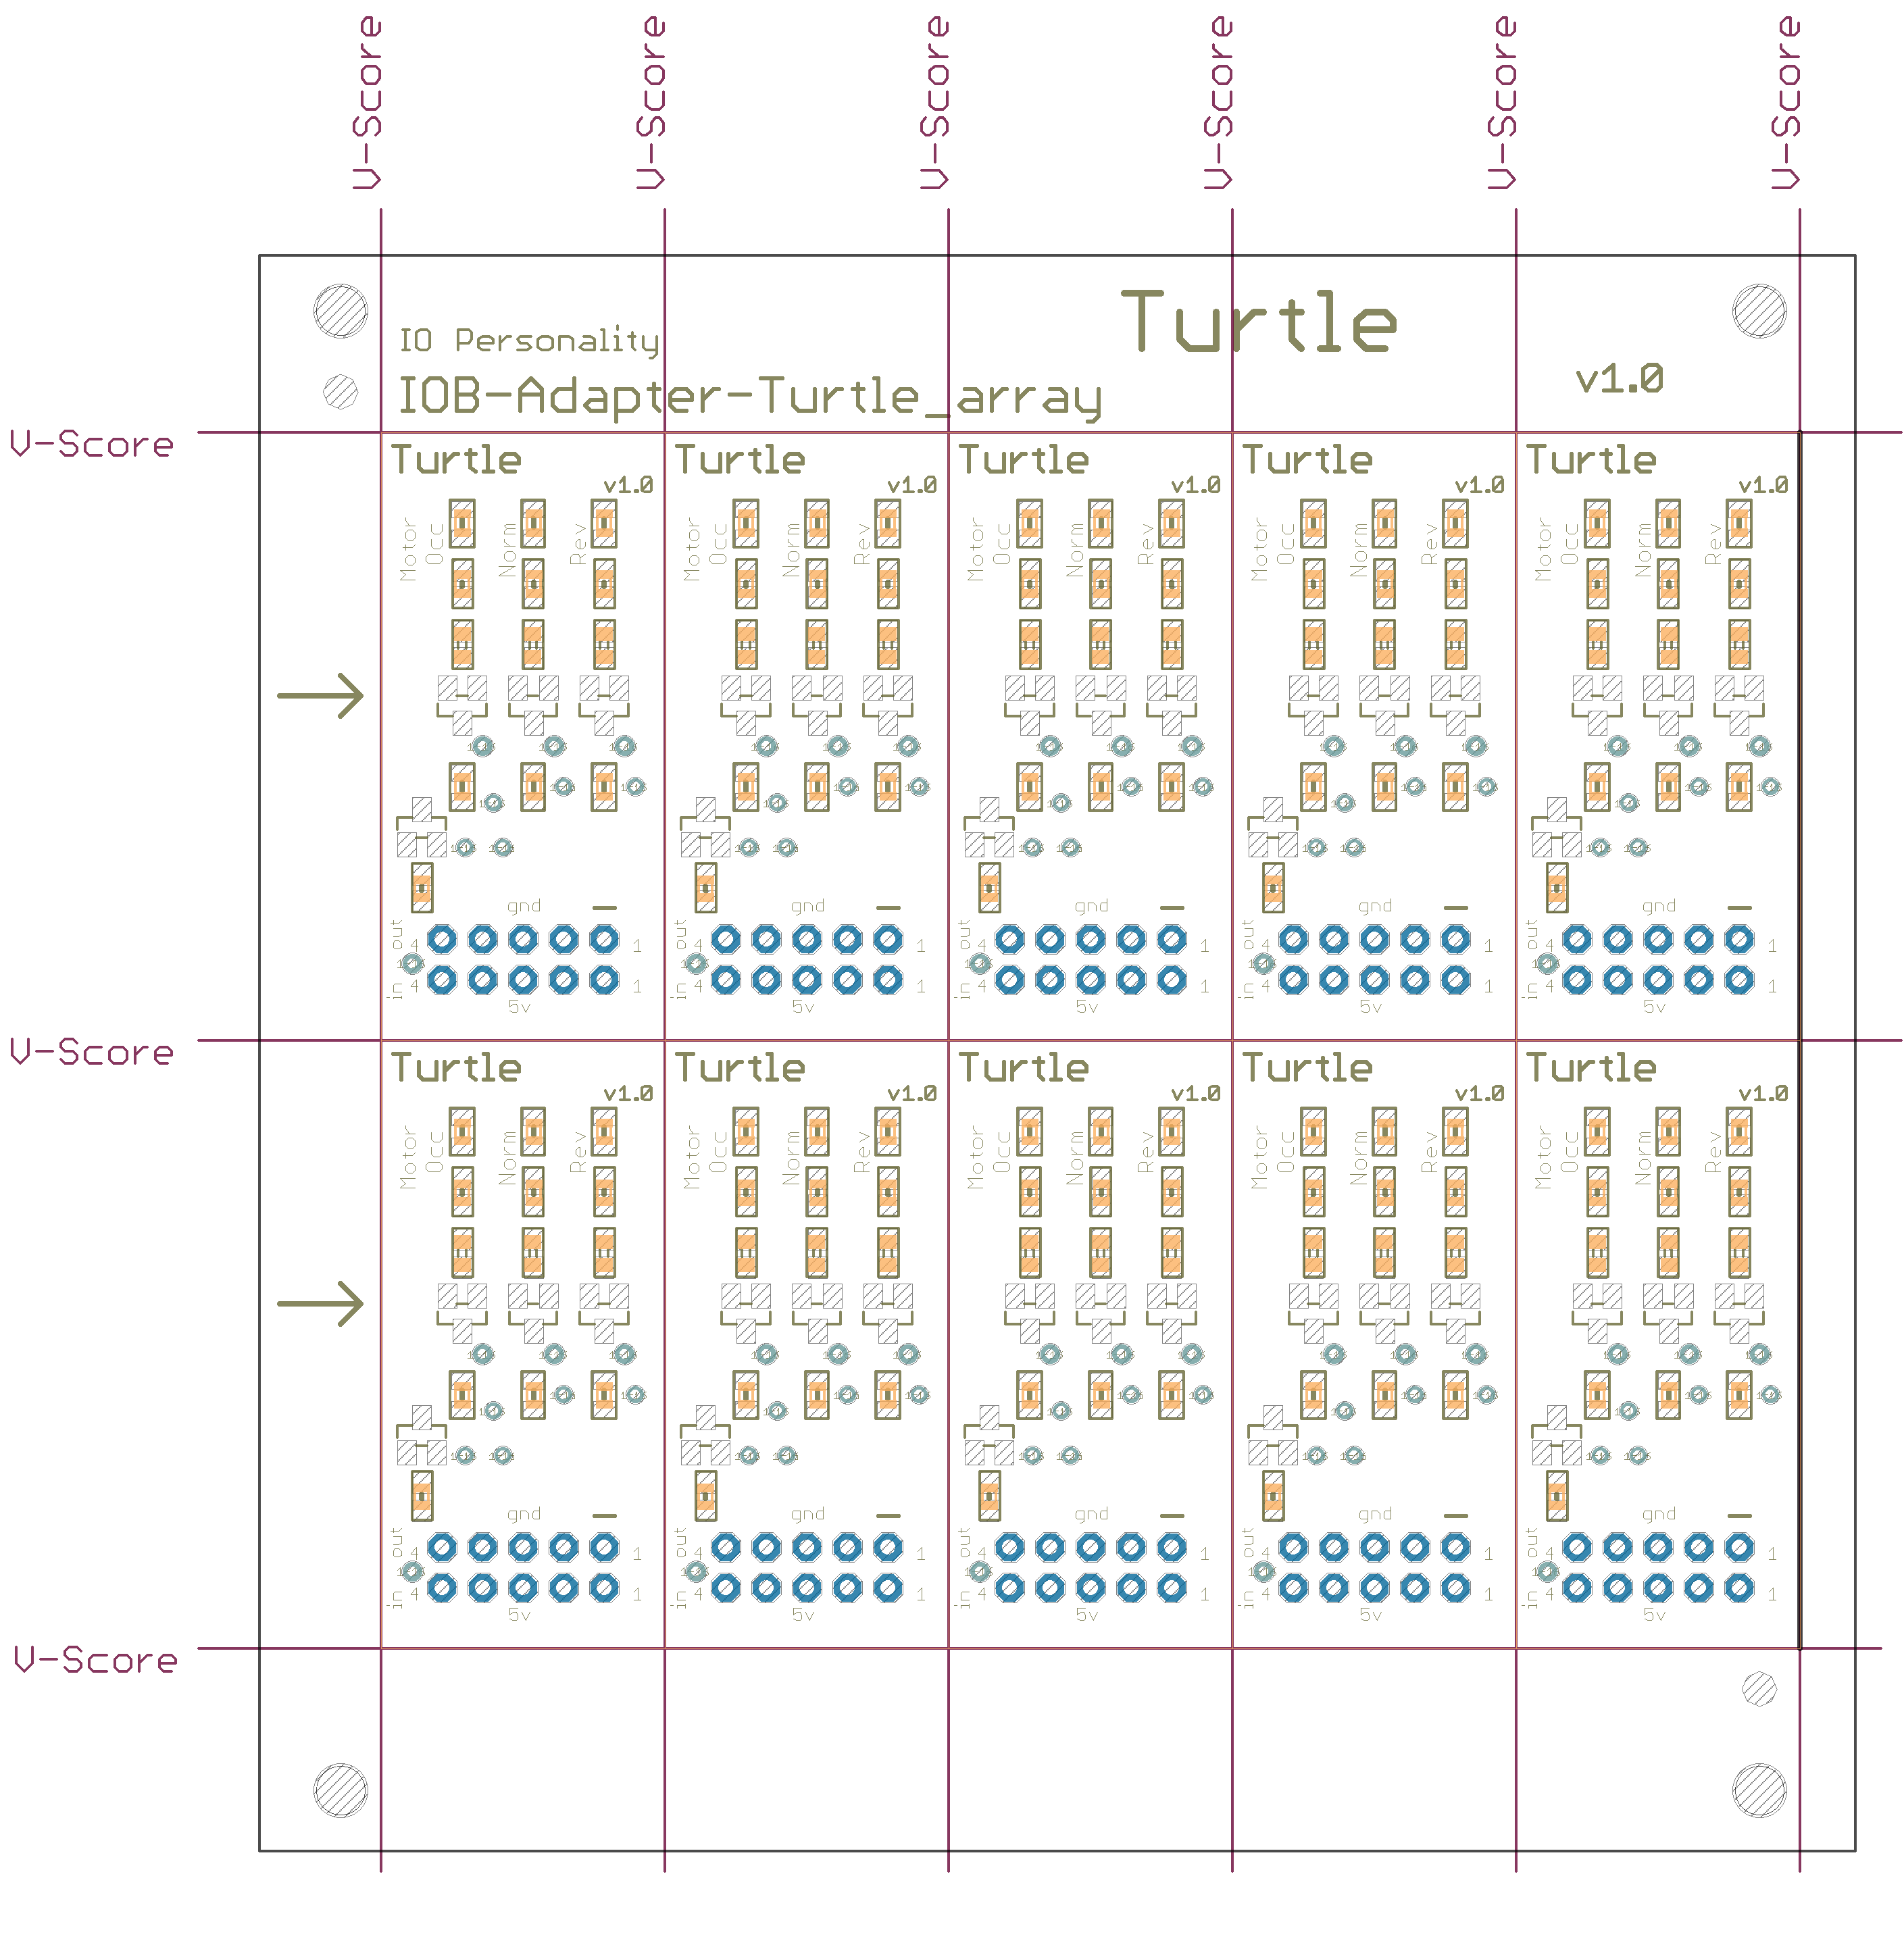 V-Score V-Score V-Score V-Score V-Score V-Score
Turtle
IO Personality
v1.0
IOB-Adapter-Turtle_array
V-Score
Turtle Turtle Turtle Turtle Turtle
v1.0 v1.0 v1.0 v1.0 v1.0
Motor Occ Norm Rev Motor Occ Norm Rev Motor Occ Norm Rev Motor Occ Norm Rev Motor Occ Norm Rev
gnd gnd gnd gnd gnd
out 4 1 out 4 1 out 4 1 out 4 1 out 4 1
in 4 1 in 4 1 in 4 1 in 4 1 in 4 1
5v 5v 5v 5v 5v
V-Score
Turtle Turtle Turtle Turtle Turtle
v1.0 v1.0 v1.0 v1.0 v1.0
Motor Occ Norm Rev Motor Occ Norm Rev Motor Occ Norm Rev Motor Occ Norm Rev Motor Occ Norm Rev
gnd gnd gnd gnd gnd
out 4 1 out 4 1 out 4 1 out 4 1 out 4 1
in 4 1 in 4 1 in 4 1 in 4 1 in 4 1
5v 5v 5v 5v 5v
V-Score